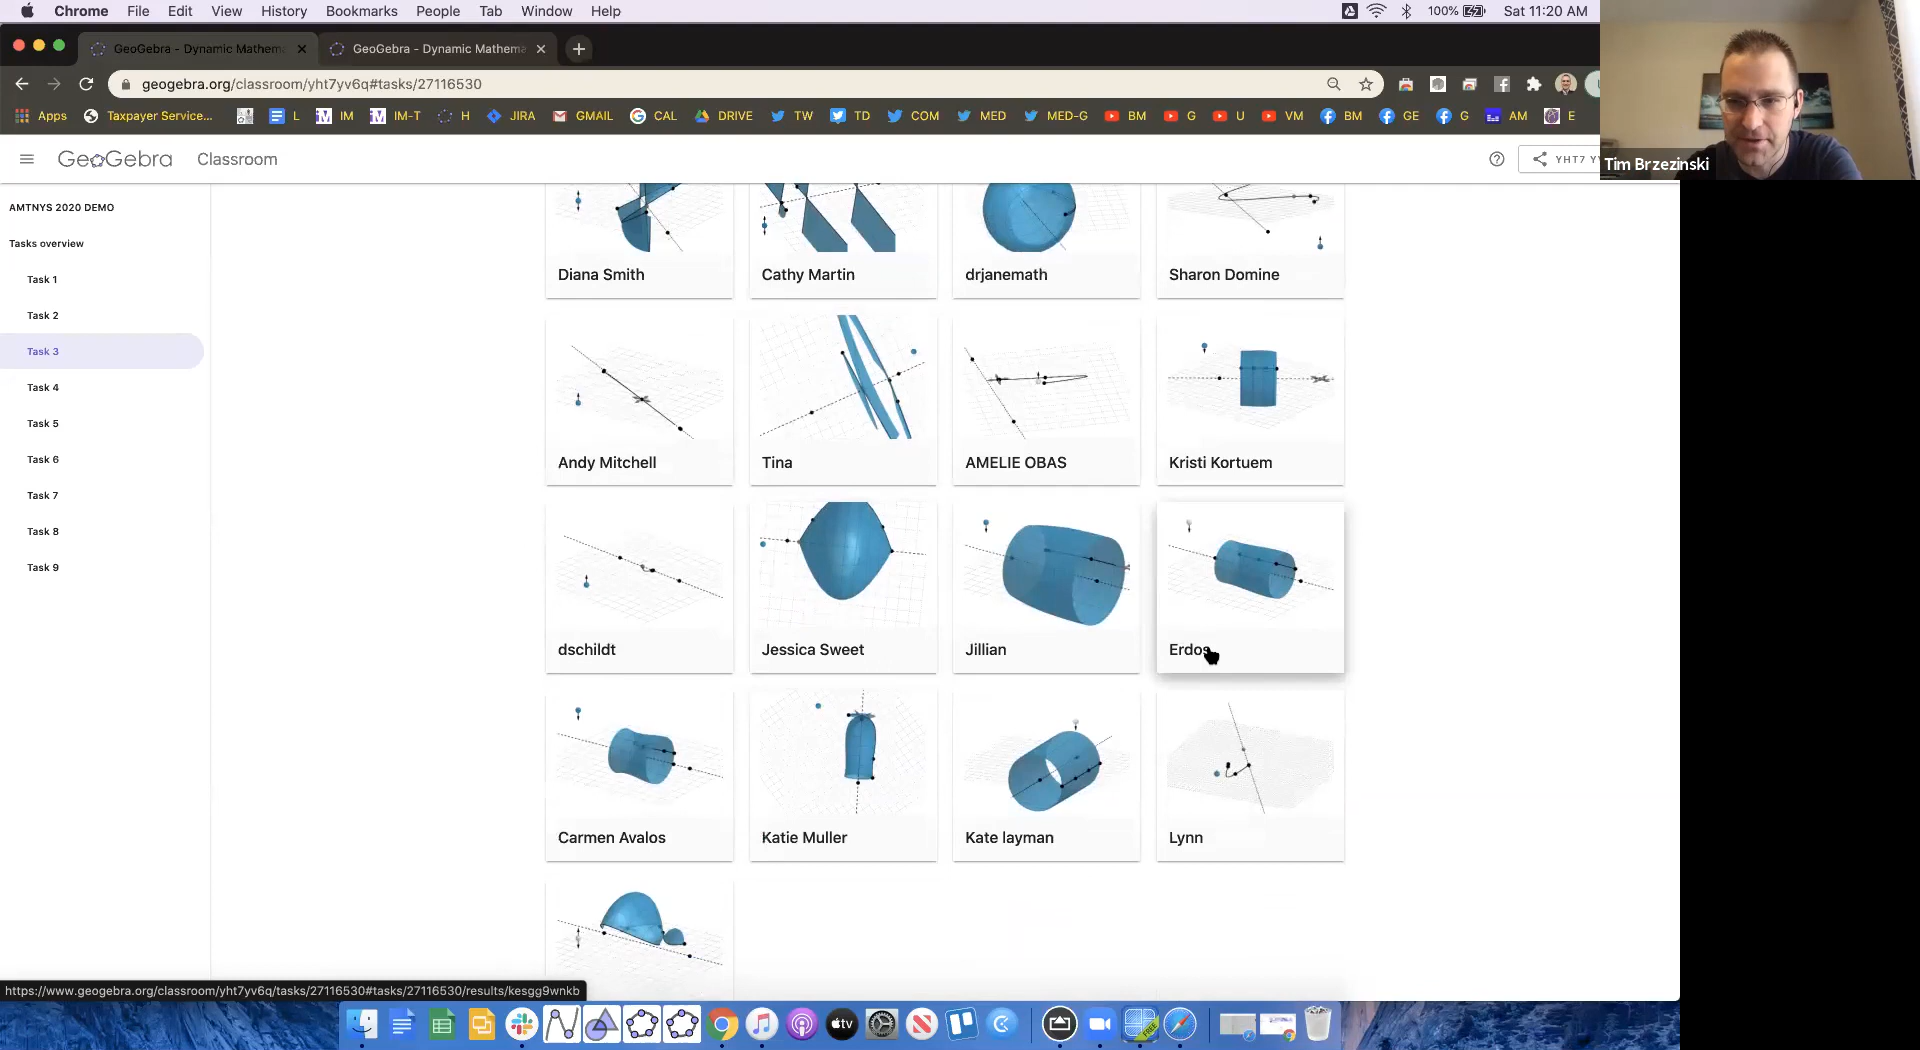 Chrome File Edit View History Bookmarks People Tab Window Help 100% Sat 11:20 AM
GeoGebra - Dynamic Mathem GeoGebra - Dynamic Mathema
geogebra.org/classroom/yht7yv6q#tasks/27116530
Apps Taxpayer Service... L IM IM-T H JIRA GMAIL CAL DRIVE TW TD COM MED MED-G BM G U VM BM GE G AM E
GeoGebra Classroom YHT7 Y
Tim Brzezinski
AMTNYS 2020 DEMO
Tasks overview
Task 1
Task 2
Task 3
Task 4
Task 5
Task 6
Task 7
Task 8
Task 9
Diana Smith Cathy Martin drjanemath Sharon Domine
Andy Mitchell Tina AMELIE OBAS Kristi Kortuem
dschildt Jessica Sweet Jillian Erdos
Carmen Avalos Katie Muller Kate layman Lynn
https://www.geogebra.org/classroom/yht7yv6q/tasks/27116530#tasks/27116530/results/kesgg9wnkb
tv
FREE